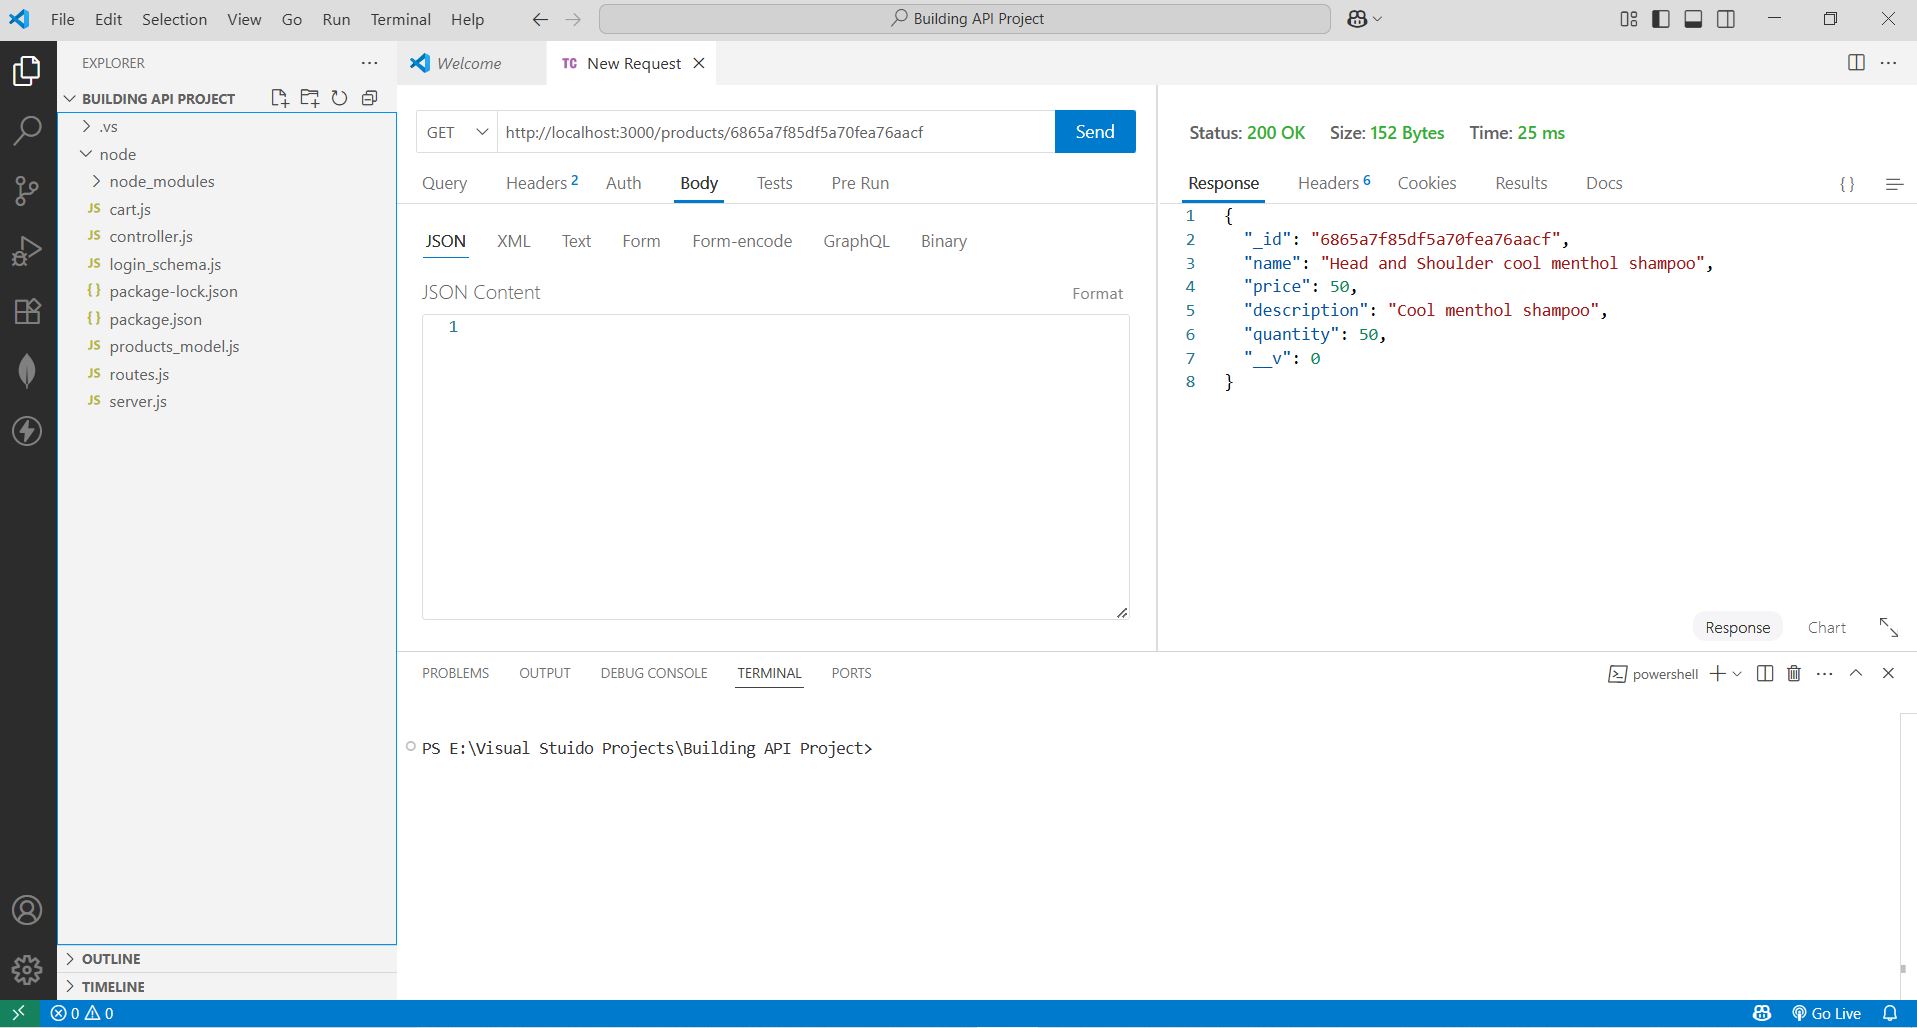 File Edit Selection View Go Run Terminal Help
Building API Project
EXPLORER
BUILDING API PROJECT
.vs
node
node_modules
JS cart.js
JS controller.js
JS login_schema.js
{} package-lock.json
{} package.json
JS products_model.js
JS routes.js
JS server.js
OUTLINE
TIMELINE
Welcome
TC New Request
GET http://localhost:3000/products/6865a7f85df5a70fea76aacf Send
Query Headers 2 Auth Body Tests Pre Run
JSON XML Text Form Form-encode GraphQL Binary
JSON Content Format
1
Status: 200 OK Size: 152 Bytes Time: 25 ms
Response Headers 6 Cookies Results Docs {}
1 {
2 "_id": "6865a7f85df5a70fea76aacf",
3 "name": "Head and Shoulder cool menthol shampoo",
4 "price": 50,
5 "description": "Cool menthol shampoo",
6 "quantity": 50,
7 "__v": 0
8 }
Response Chart
PROBLEMS OUTPUT DEBUG CONSOLE TERMINAL PORTS
powershell
PS E:\Visual Stuido Projects\Building API Project>
0 0
Go Live